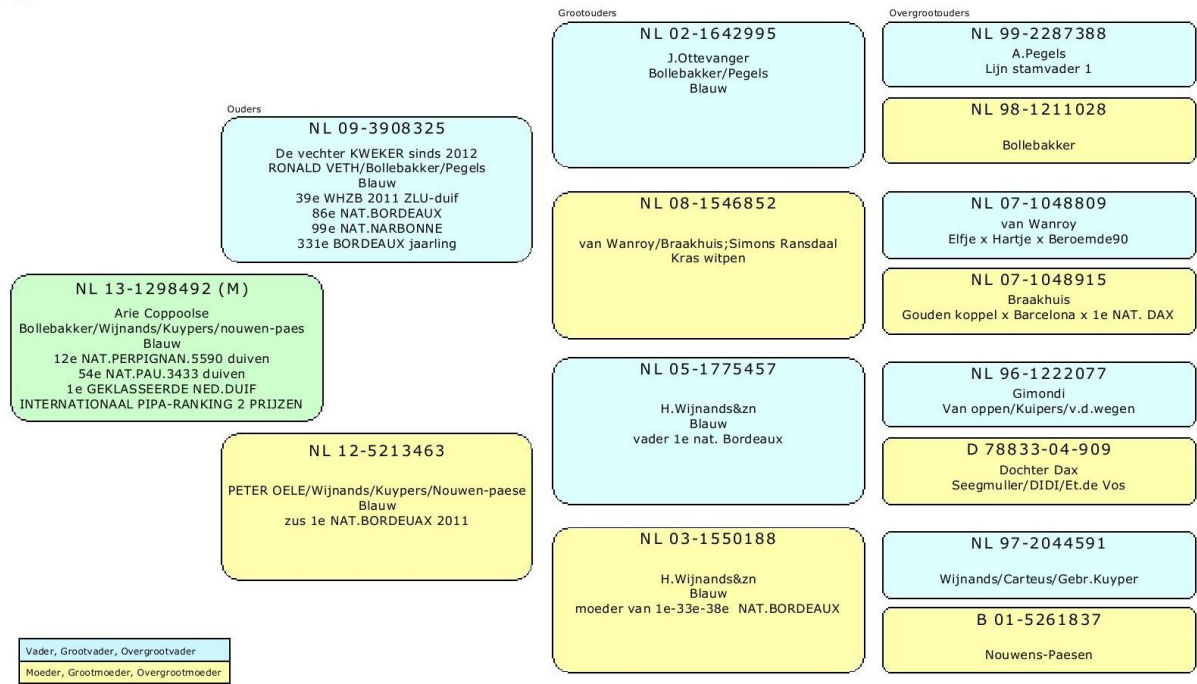 Ouders
Grootouders
Overgrootouders
NL 13-1298492 (M)
Arie Coppoolse
Bollebakker/Wijnands/Kuypers/nouwen-paes
Blauw
12e NAT.PERPIGNAN.5590 duiven
54e NAT.PAU.3433 duiven
1e GEKLASSEERDE NED.DUIF
INTERNATIONAAL PIPA-RANKING 2 PRIJZEN
NL 09-3908325
De vechter KWEKER sinds 2012
RONALD VETH/Bollebakker/Pegels
Blauw
39e WHZB 2011 ZLU-duif
86e NAT.BORDEAUX
99e NAT.NARBONNE
331e BORDEAUX jaarling
NL 12-5213463
PETER OELE/Wijnands/Kuypers/Nouwen-paese
Blauw
zus 1e NAT.BORDEUAX 2011
NL 02-1642995
J.Ottevanger
Bollebakker/Pegels
Blauw
NL 08-1546852
van Wanroy/Braakhuis;Simons Ransdaal
Kras witpen
NL 05-1775457
H.Wijnands&zn
Blauw
vader 1e nat. Bordeaux
NL 03-1550188
H.Wijnands&zn
Blauw
moeder van 1e-33e-38e NAT.BORDEAUX
NL 99-2287388
A.Pegels
Lijn stamvader 1
NL 98-1211028
Bollebakker
NL 07-1048809
van Wanroy
Elfje x Hartje x Beroemde90
NL 07-1048915
Braakhuis
Gouden koppel x Barcelona x 1e NAT. DAX
NL 96-1222077
Gimondi
Van oppen/Kuipers/v.d.wegen
D 78833-04-909
Dochter Dax
Seegmuller/DIDI/Et.de Vos
NL 97-2044591
Wijnands/Carteus/Gebr.Kuyper
B 01-5261837
Nouwens-Paesen
Vader, Grootvader, Overgrootvader
Moeder, Grootmoeder, Overgrootmoeder